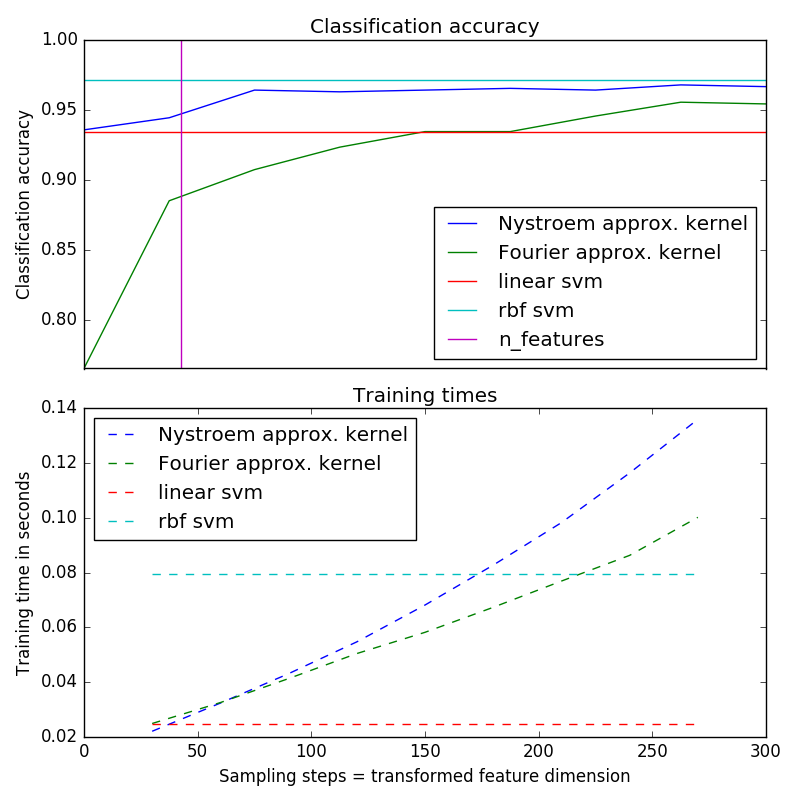 Classification accuracy
1.00
0.95
0.90
0.85
0.80
Classification accuracy
Nystroem approx. kernel
Fourier approx. kernel
linear svm
rbf svm
n_features
Training times
0.14
0.12
0.10
0.08
0.06
0.04
0.02
Training time in seconds
Nystroem approx. kernel
Fourier approx. kernel
linear svm
rbf svm
0 50 100 150 200 250 300
Sampling steps = transformed feature dimension